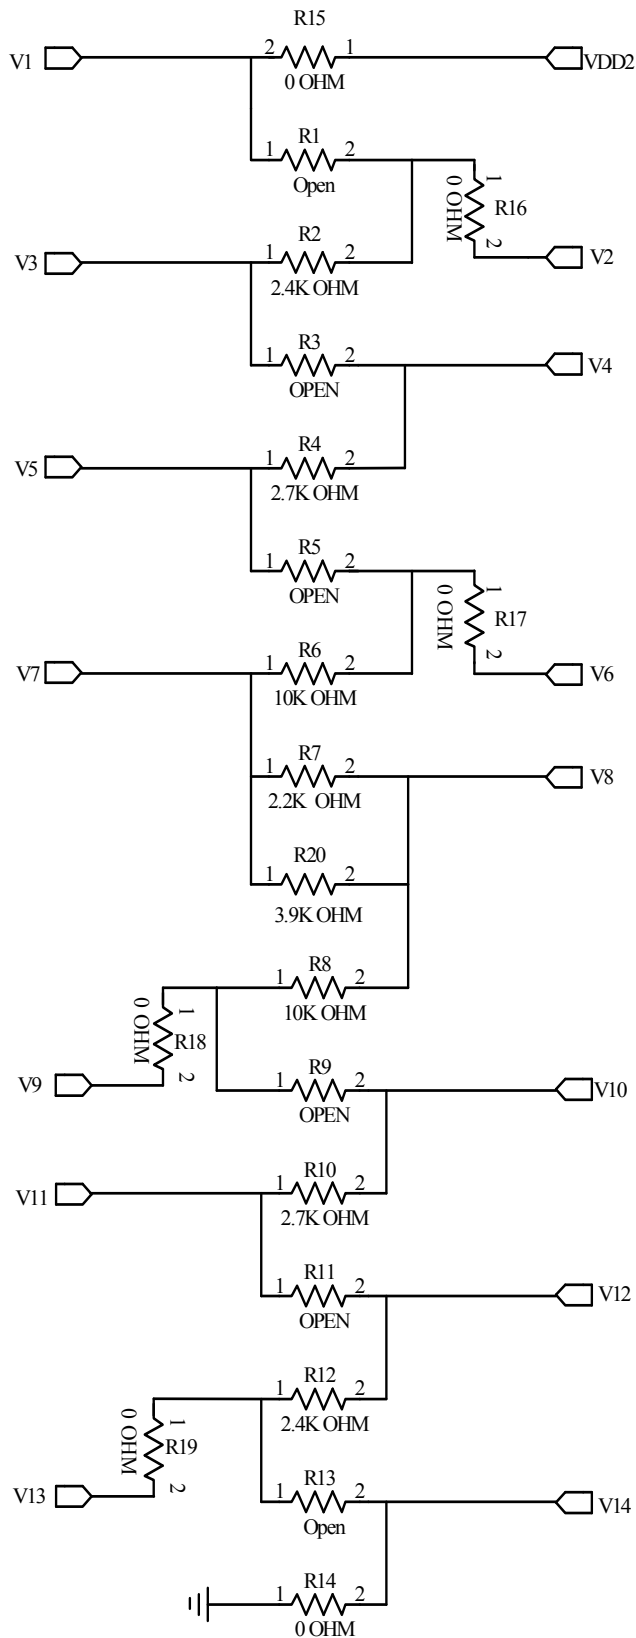 R15
V1 2 1 VDD2
0 OHM
R1
1 2
Open
1
0 OHM
R16
2
R2
V3 1 2 V2
2.4K OHM
R3
1 2 V4
OPEN
R4
V5 1 2
2.7K OHM
R5
1 2
OPEN
1
0 OHM
R17
2
R6
V7 1 2 V6
10K OHM
R7
1 2 V8
2.2K OHM
R20
1 2
3.9K OHM
R8
1 2
10K OHM
1
0 OHM
R18
2
R9
V9 1 2 V10
OPEN
R10
V11 1 2
2.7K OHM
R11
1 2 V12
OPEN
R12
1 2
2.4K OHM
1
0 OHM
R19
2
R13
V13 1 2 V14
Open
R14
1 2
0 OHM